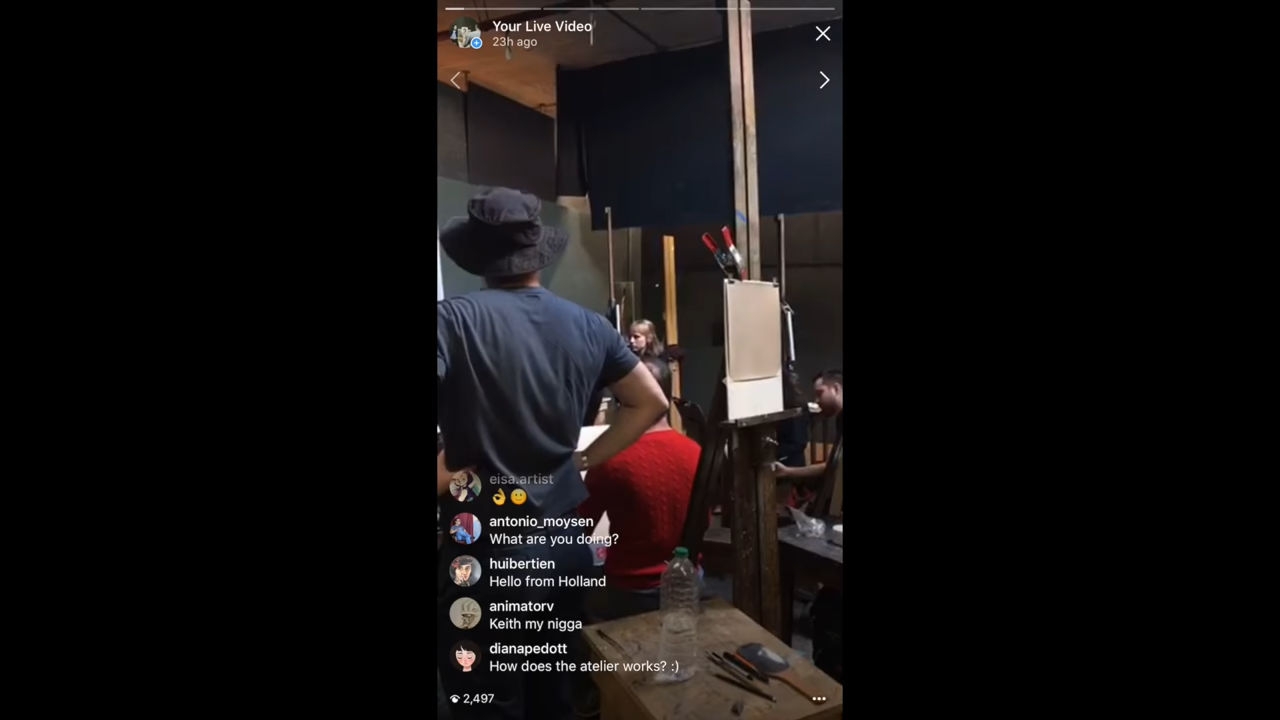 Your Live Video
23h ago
eisa.artist
👌😇
antonio_moysen
What are you doing?
huibertien
Hello from Holland
animatorv
Keith my nigga
dianapedott
How does the atelier works? :)
2,497